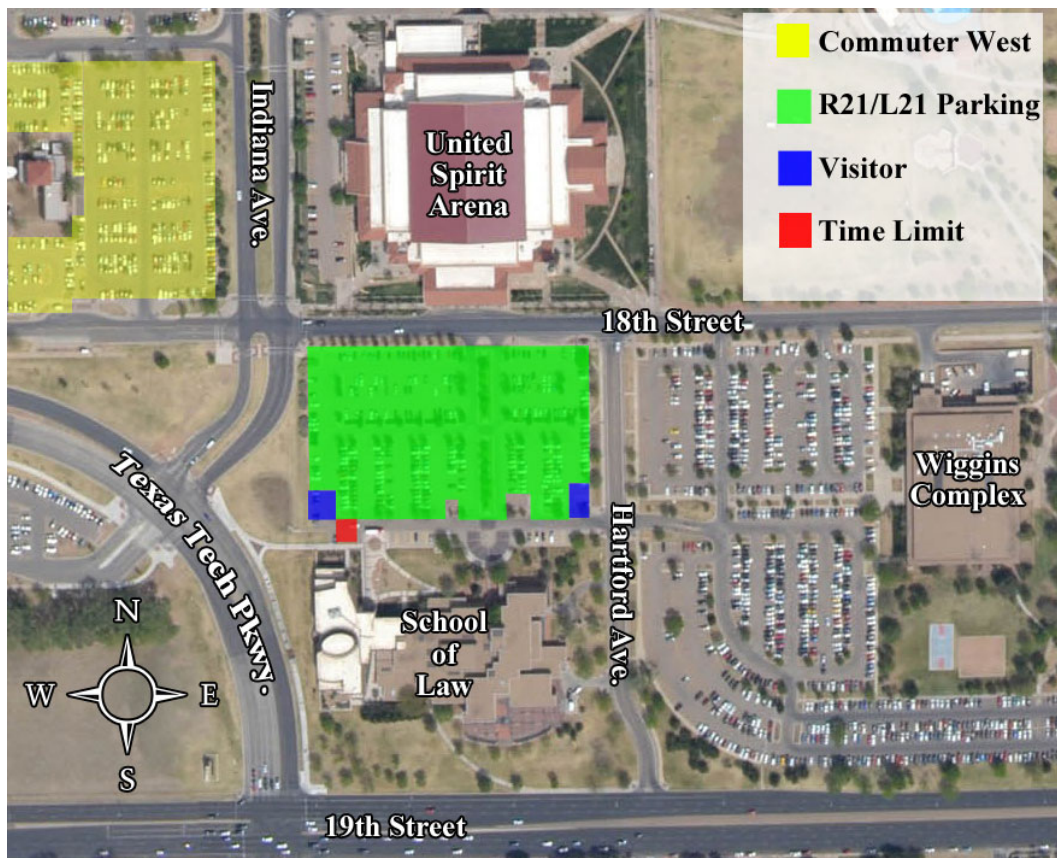 Commuter West
R21/L21 Parking
Visitor
Time Limit
Indiana Ave.
United
Spirit
Arena
18th Street
Texas Tech Pkwy.
Hartford Ave.
Wiggins
Complex
School
of
Law
N
W
E
S
19th Street